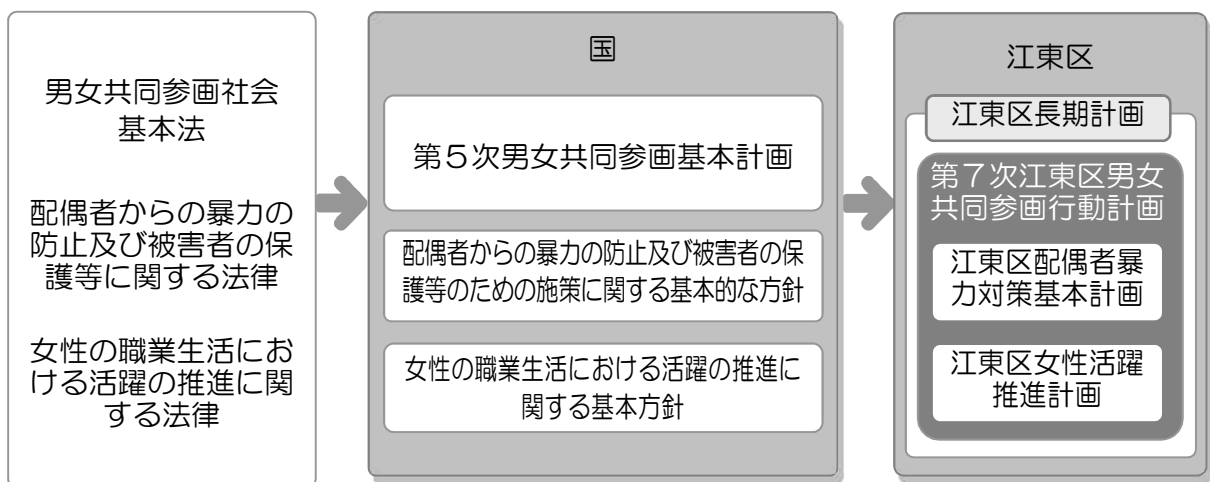 男女共同参画社会
基本法
配偶者からの暴力の
防止及び被害者の保
護等に関する法律
女性の職業生活にお
ける活躍の推進に関
する法律
国
第５次男女共同参画基本計画
配偶者からの暴力の防止及び被害者の保
護等のための施策に関する基本的な方針
女性の職業生活における活躍の推進に
関する基本方針
江東区
江東区長期計画
第７次江東区男女
共同参画行動計画
江東区配偶者暴
力対策基本計画
江東区女性活躍
推進計画